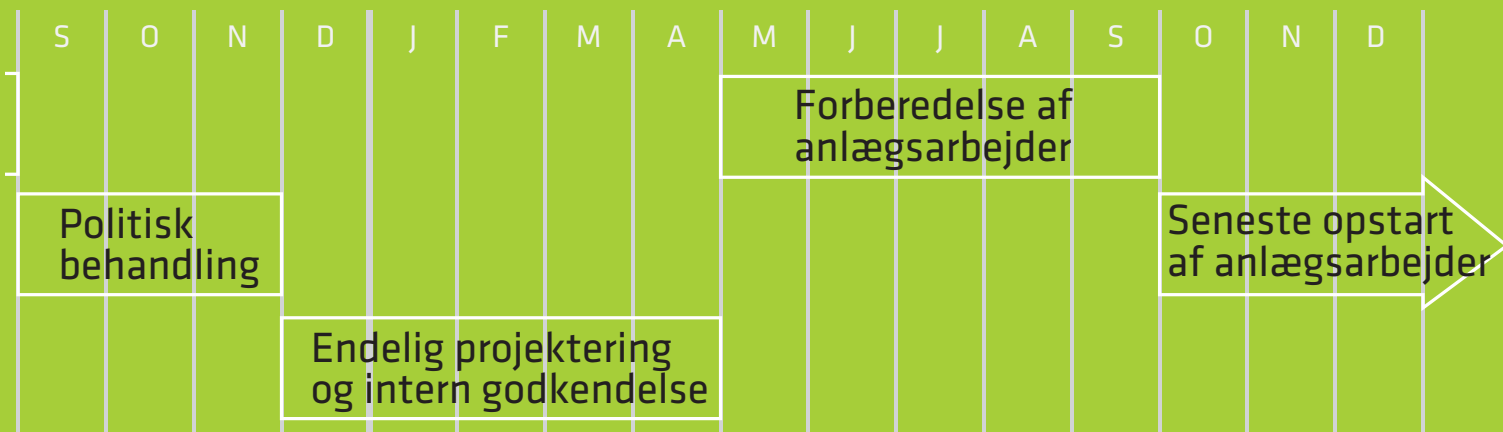 S O N D J F M A M J J A S O N D
Forberedelse af
anlægsarbejder
Politisk
behandling
Seneste opstart
af anlægsarbejder
Endelig projektering
og intern godkendelse